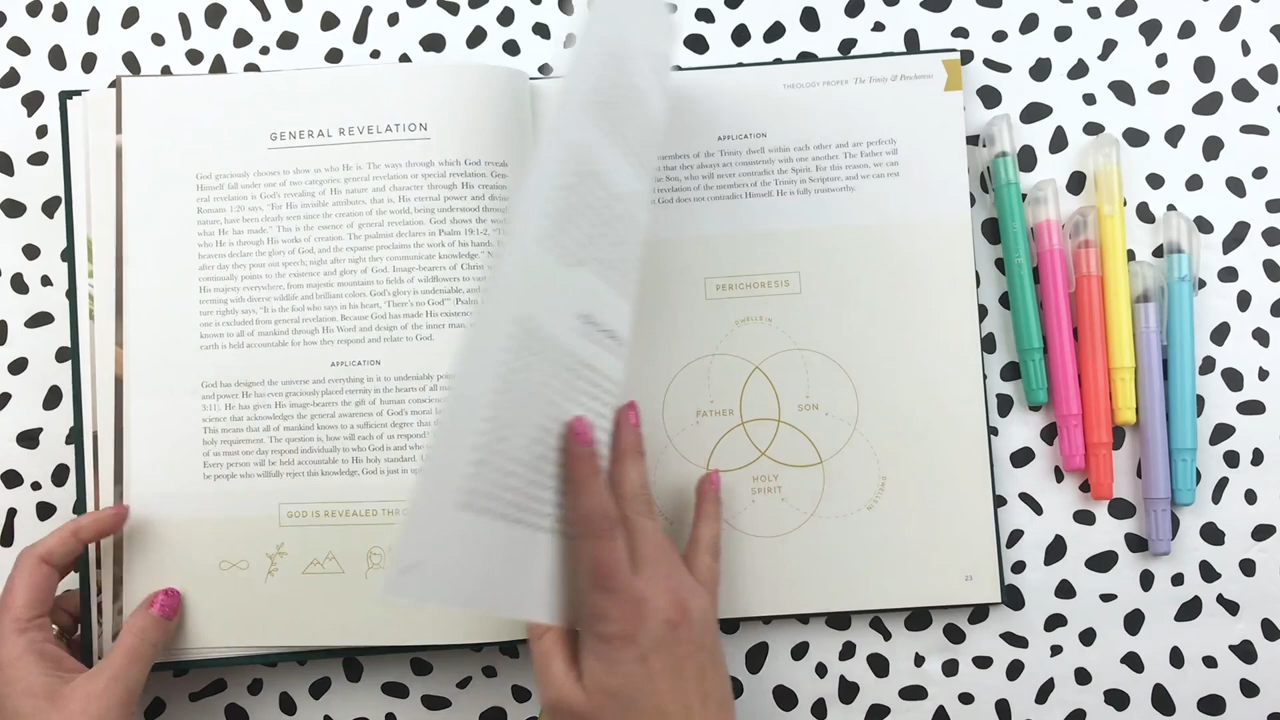 GENERAL REVELATION
God graciously chooses to show us who He is. The ways through which God reveals
Himself fall under one of two categories: general revelation or special revelation. Gen-
eral revelation is God's revealing of His nature and character through His creation.
Romans 1:20 says, "For His invisible attributes, that is, His eternal power and divine
nature, have been clearly seen since the creation of the world, being understood through
what He has made." This is the essence of general revelation. God shows the
who He is through His works of creation. The psalmist declares in Psalm 19:1-2,
heavens declare the glory of God, and the expanse proclaims the work of his hands.
after day they pour out speech; night after night they communicate knowledge."
continually points to the existence and glory of God. Image-bearers of Christ
His majesty everywhere, from majestic mountains to fields of wildflowers to
teeming with diverse wildlife and brilliant colors. God's glory is undeniable, and
ture rightly says, "It is the fool who says in his heart, 'There's no God'" (Psalm
one is excluded from general revelation. Because God has made His existence
known to all of mankind through His Word and design of the inner man,
earth is held accountable for how they respond and relate to God.
APPLICATION
God has designed the universe and everything in it to undeniably
and power. He has even graciously placed eternity in the hearts of all
3:11). He has given His image-bearers the gift of human
science that acknowledges the general awareness of God's moral
This means that all of mankind knows to a sufficient degree
holy requirement. The question is, how will each of us respond?
of us must one day respond individually to who God is and
Every person will be held accountable to His holy standard.
be people who willfully reject this knowledge, God is just in
GOD IS REVEALED THRO
THEOLOGY PROPER The Trinity & Perichoresis
APPLICATION
members of the Trinity dwell within each other and are perfectly
that they always act consistently with one another. The Father will
the Son, who will never contradict the Spirit. For this reason, we can
revelation of the members of the Trinity in Scripture, and we can rest
God does not contradict Himself. He is fully trustworthy.
PERICHORESIS
DWELLS IN
FATHER
SON
HOLY
SPIRIT
DWELLS IN
23